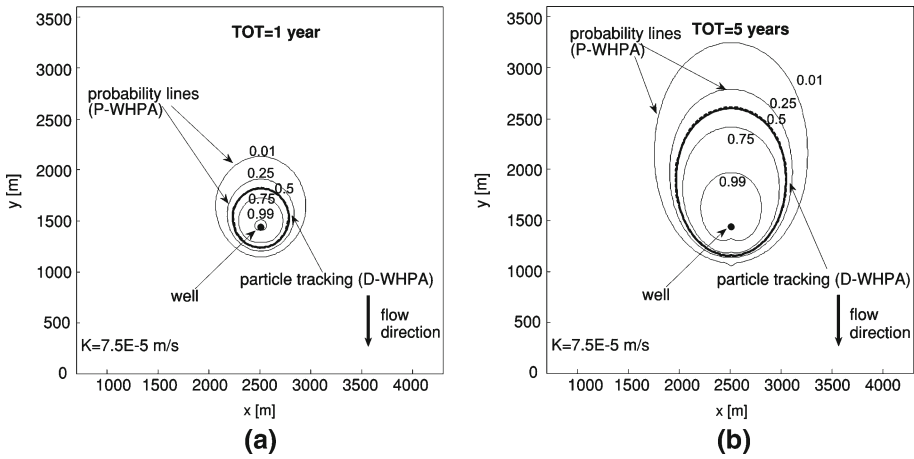 TOT=1 year
probability lines
(P-WHPA)
0.01
0.25
0.5
0.75
0.99
well
particle tracking (D-WHPA)
flow
direction
K=7.5E-5 m/s
3500
3000
2500
2000
1500
1000
500
0
y [m]
1000 1500 2000 2500 3000 3500 4000
x [m]
(a)
TOT=5 years
probability lines
(P-WHPA)
0.01
0.25
0.5
0.75
0.99
well
particle tracking (D-WHPA)
flow
direction
K=7.5E-5 m/s
3500
3000
2500
2000
1500
1000
500
0
y [m]
1000 1500 2000 2500 3000 3500 4000
x [m]
(b)